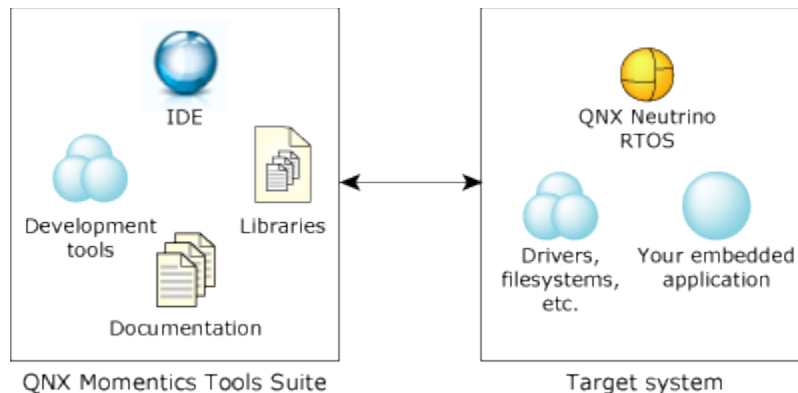 IDE
Development
tools
Libraries
Documentation
QNX Momentics Tools Suite
QNX Neutrino
RTOS
Drivers,
filesystems,
etc.
Your embedded
application
Target system